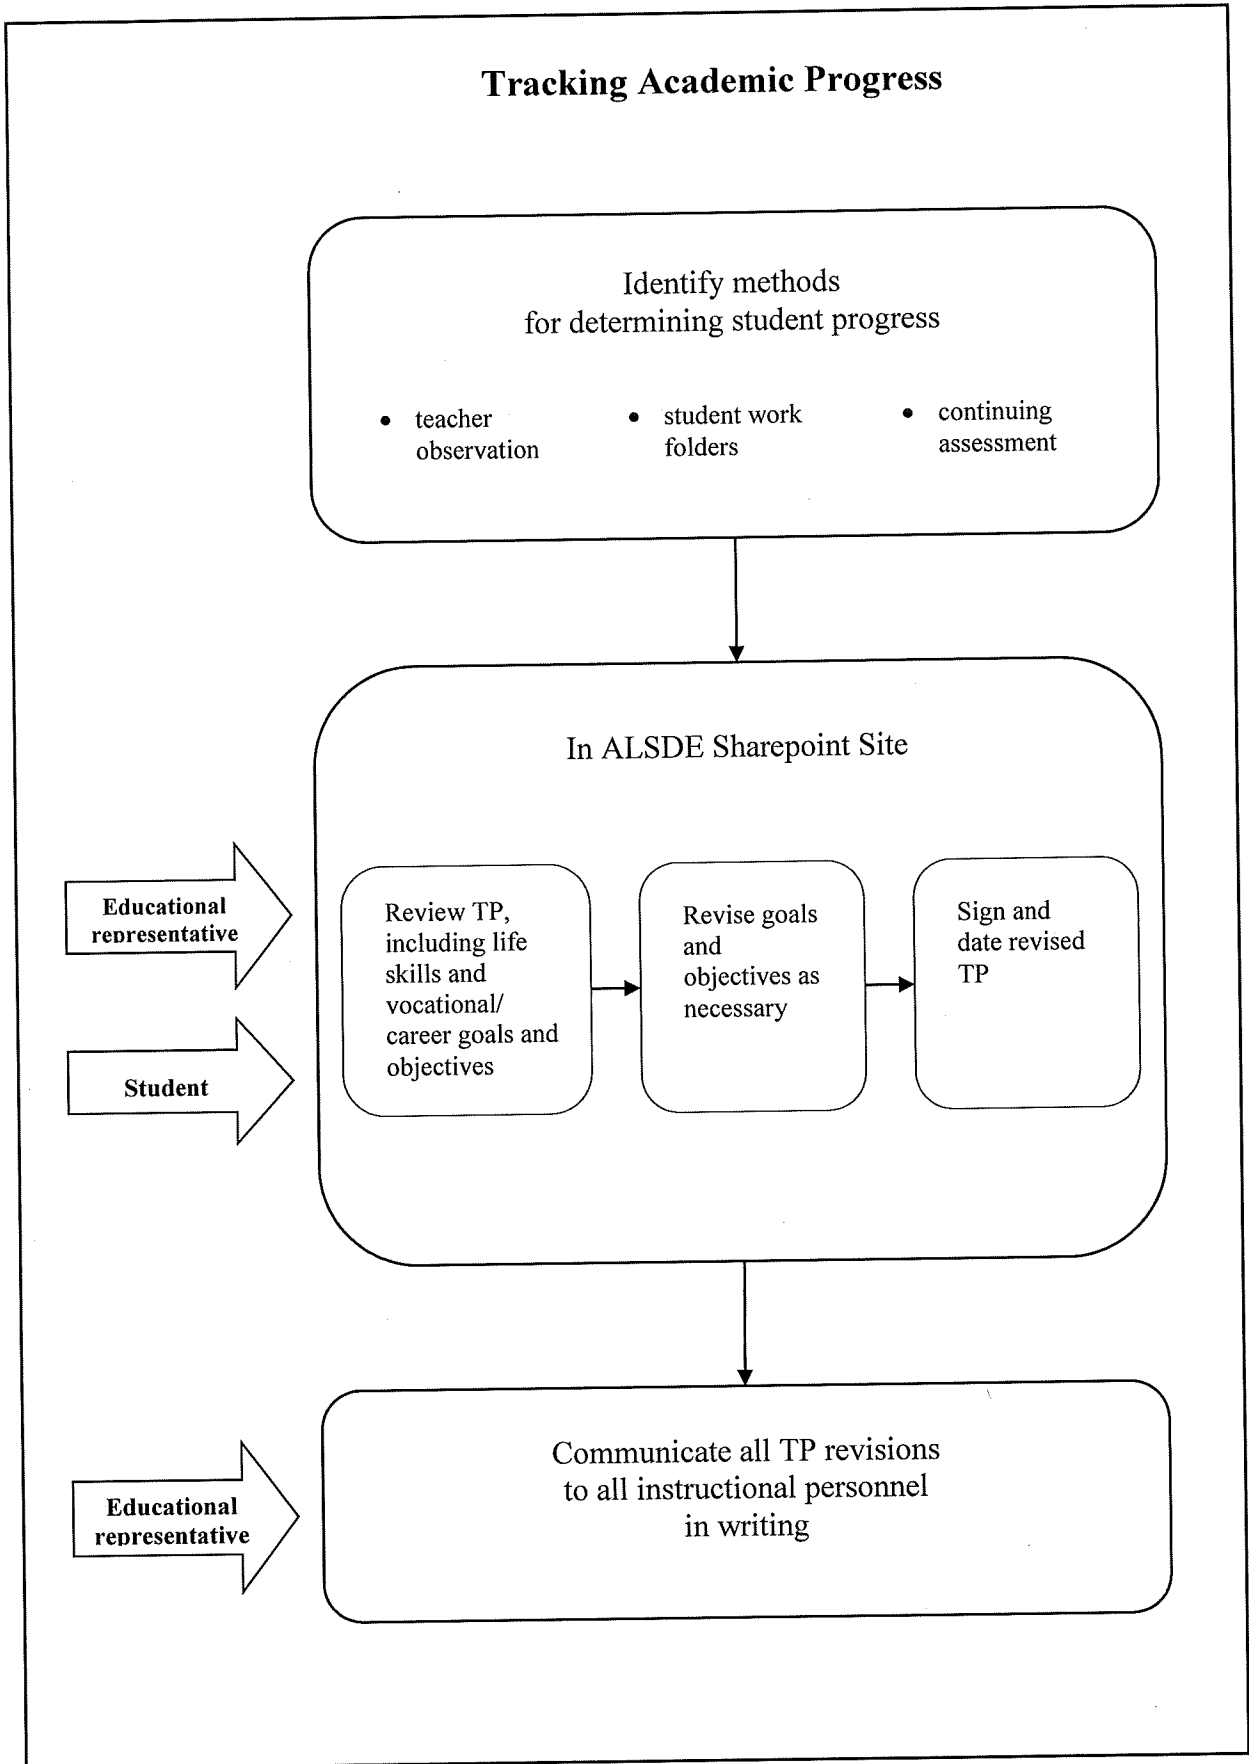 Tracking Academic Progress
Identify methods
for determining student progress
• teacher
observation
• student work
folders
• continuing
assessment
In ALSDE Sharepoint Site
Educational
representative
Student
Review TP,
including life
skills and
vocational/
career goals and
objectives
Revise goals
and
objectives as
necessary
Sign and
date revised
TP
Educational
representative
Communicate all TP revisions
to all instructional personnel
in writing